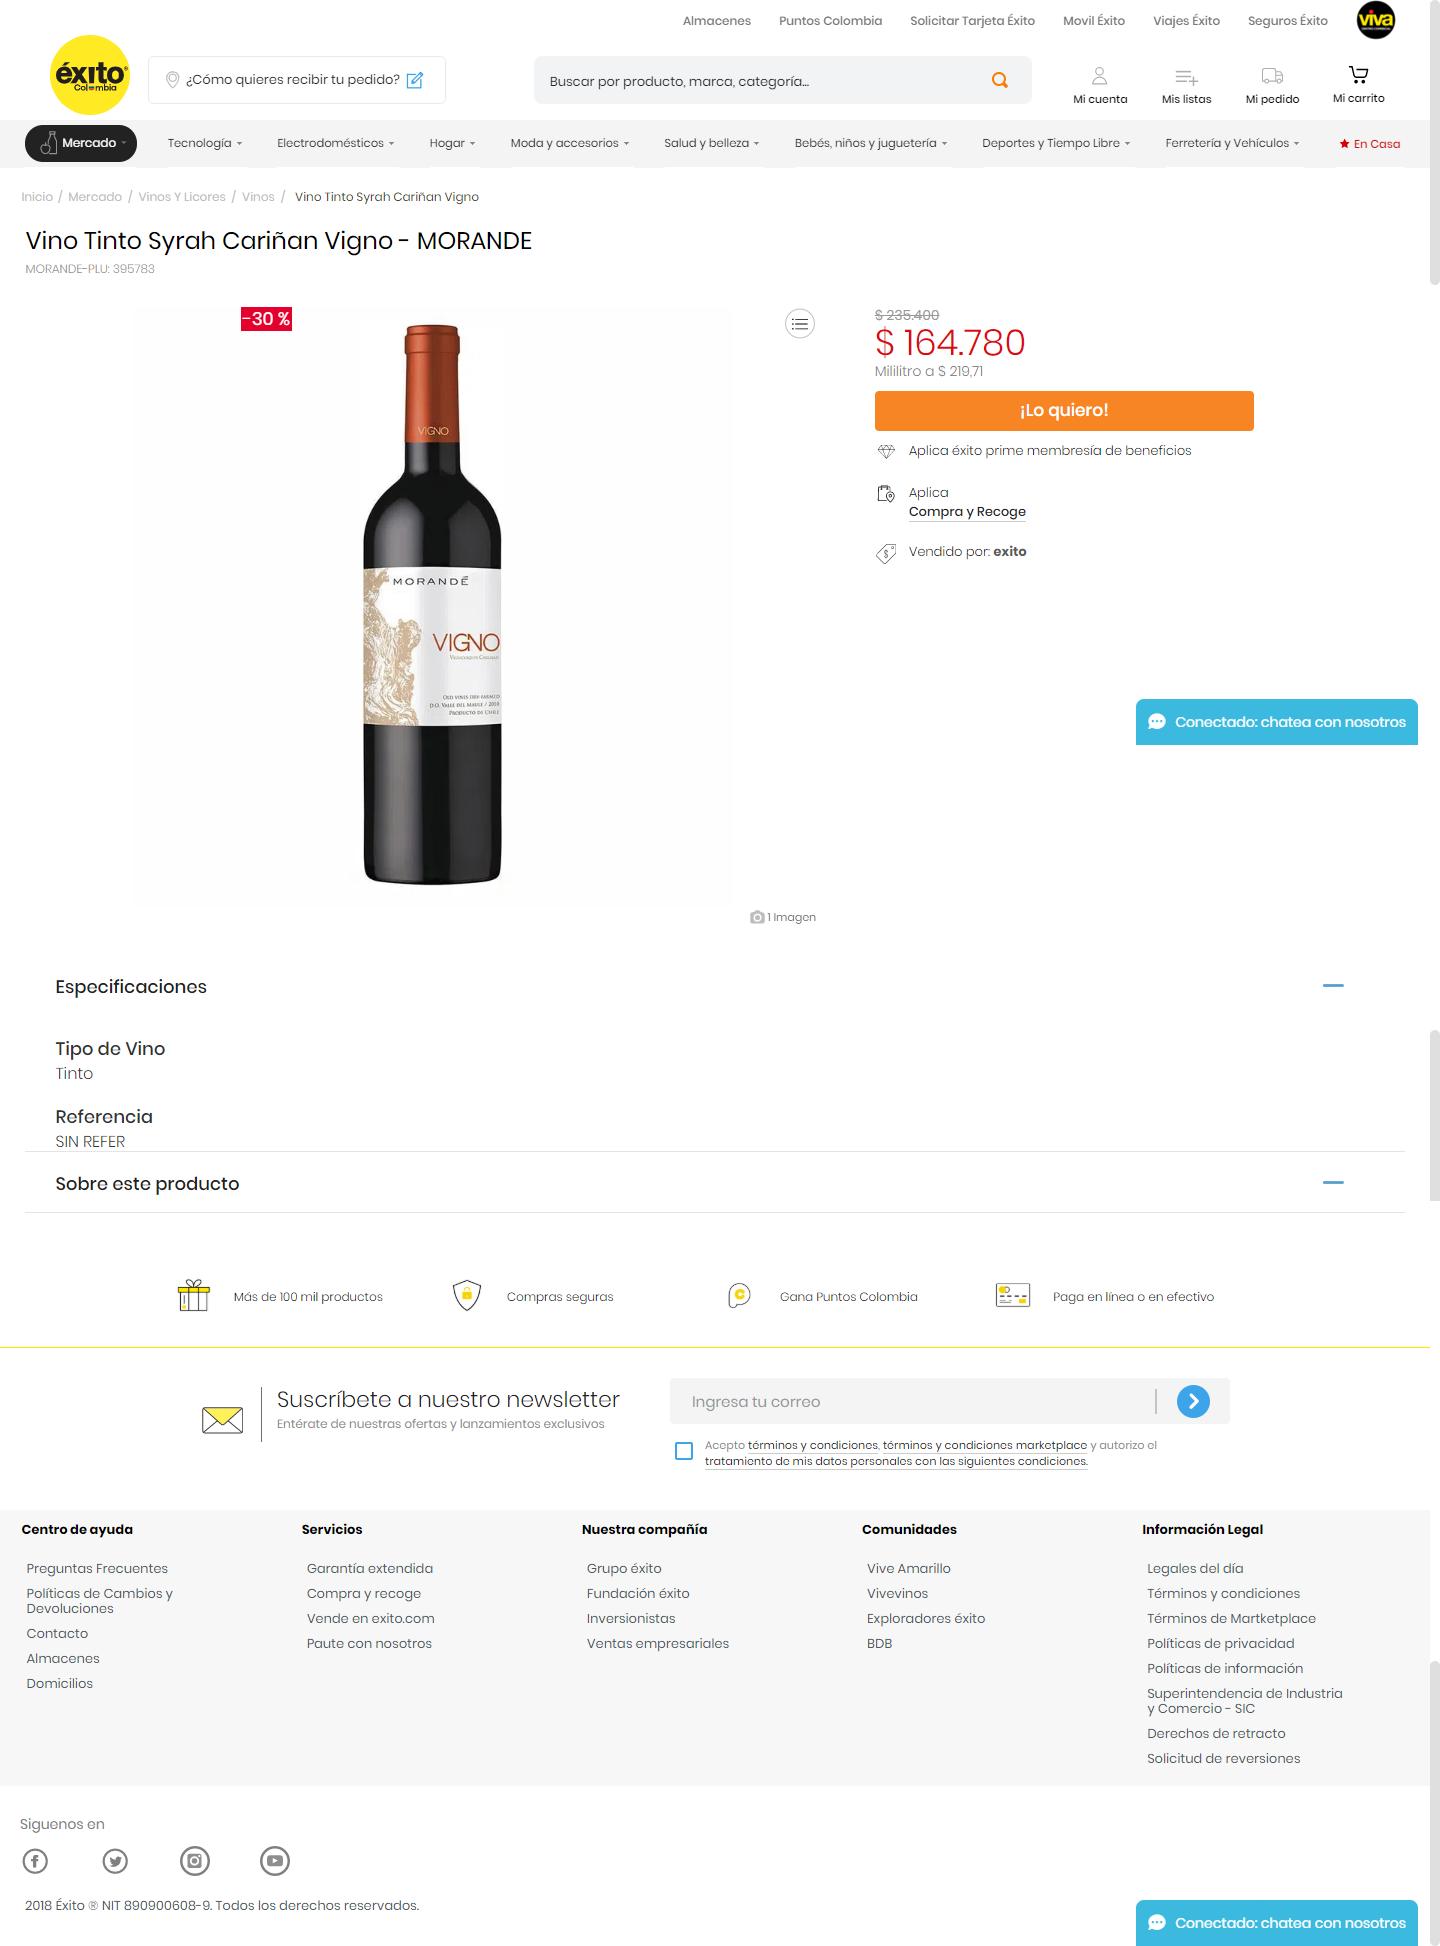 Almacenes Puntos Colombia Solicitar Tarjeta Éxito Movil Éxito Viajes Éxito Seguros Éxito viva
éxito
Colombia
¿Cómo quieres recibir tu pedido?
Buscar por producto, marca, categoría...
Mi cuenta Mis listas Mi pedido Mi carrito
Mercado Tecnología Electrodomésticos Hogar Moda y accesorios Salud y belleza Bebés, niños y juguetería Deportes y Tiempo Libre Ferretería y Vehículos En Casa
Inicio / Mercado / Vinos Y Licores / Vinos / Vino Tinto Syrah Cariñan Vigno
Vino Tinto Syrah Cariñan Vigno - MORANDE
MORANDE-PLU: 395783
-30 %
VIGNO
MORANDÉ
VIGNO
D.O. VALLE DEL MAULE / 2010
PRODUCTO DE CHILE
1 Imagen
$ 235.400
$ 164.780
Mililitro a $ 219,71
¡Lo quiero!
Aplica éxito prime membresía de beneficios
Aplica
Compra y Recoge
Vendido por: exito
Conectado: chatea con nosotros
Especificaciones
Tipo de Vino
Tinto
Referencia
SIN REFER
Sobre este producto
Más de 100 mil productos Compras seguras Gana Puntos Colombia Paga en línea o en efectivo
Suscríbete a nuestro newsletter
Entérate de nuestras ofertas y lanzamientos exclusivos
Ingresa tu correo
Acepto términos y condiciones, términos y condiciones marketplace y autorizo el
tratamiento de mis datos personales con las siguientes condiciones.
Centro de ayuda
Preguntas Frecuentes
Políticas de Cambios y
Devoluciones
Contacto
Almacenes
Domicilios
Servicios
Garantía extendida
Compra y recoge
Vende en exito.com
Paute con nosotros
Nuestra compañía
Grupo éxito
Fundación éxito
Inversionistas
Ventas empresariales
Comunidades
Vive Amarillo
Vivevinos
Exploradores éxito
BDB
Información Legal
Legales del día
Términos y condiciones
Términos de Martketplace
Políticas de privacidad
Políticas de información
Superintendencia de Industria
y Comercio - SIC
Derechos de retracto
Solicitud de reversiones
Siguenos en
2018 Éxito ® NIT 890900608-9. Todos los derechos reservados.
Conectado: chatea con nosotros